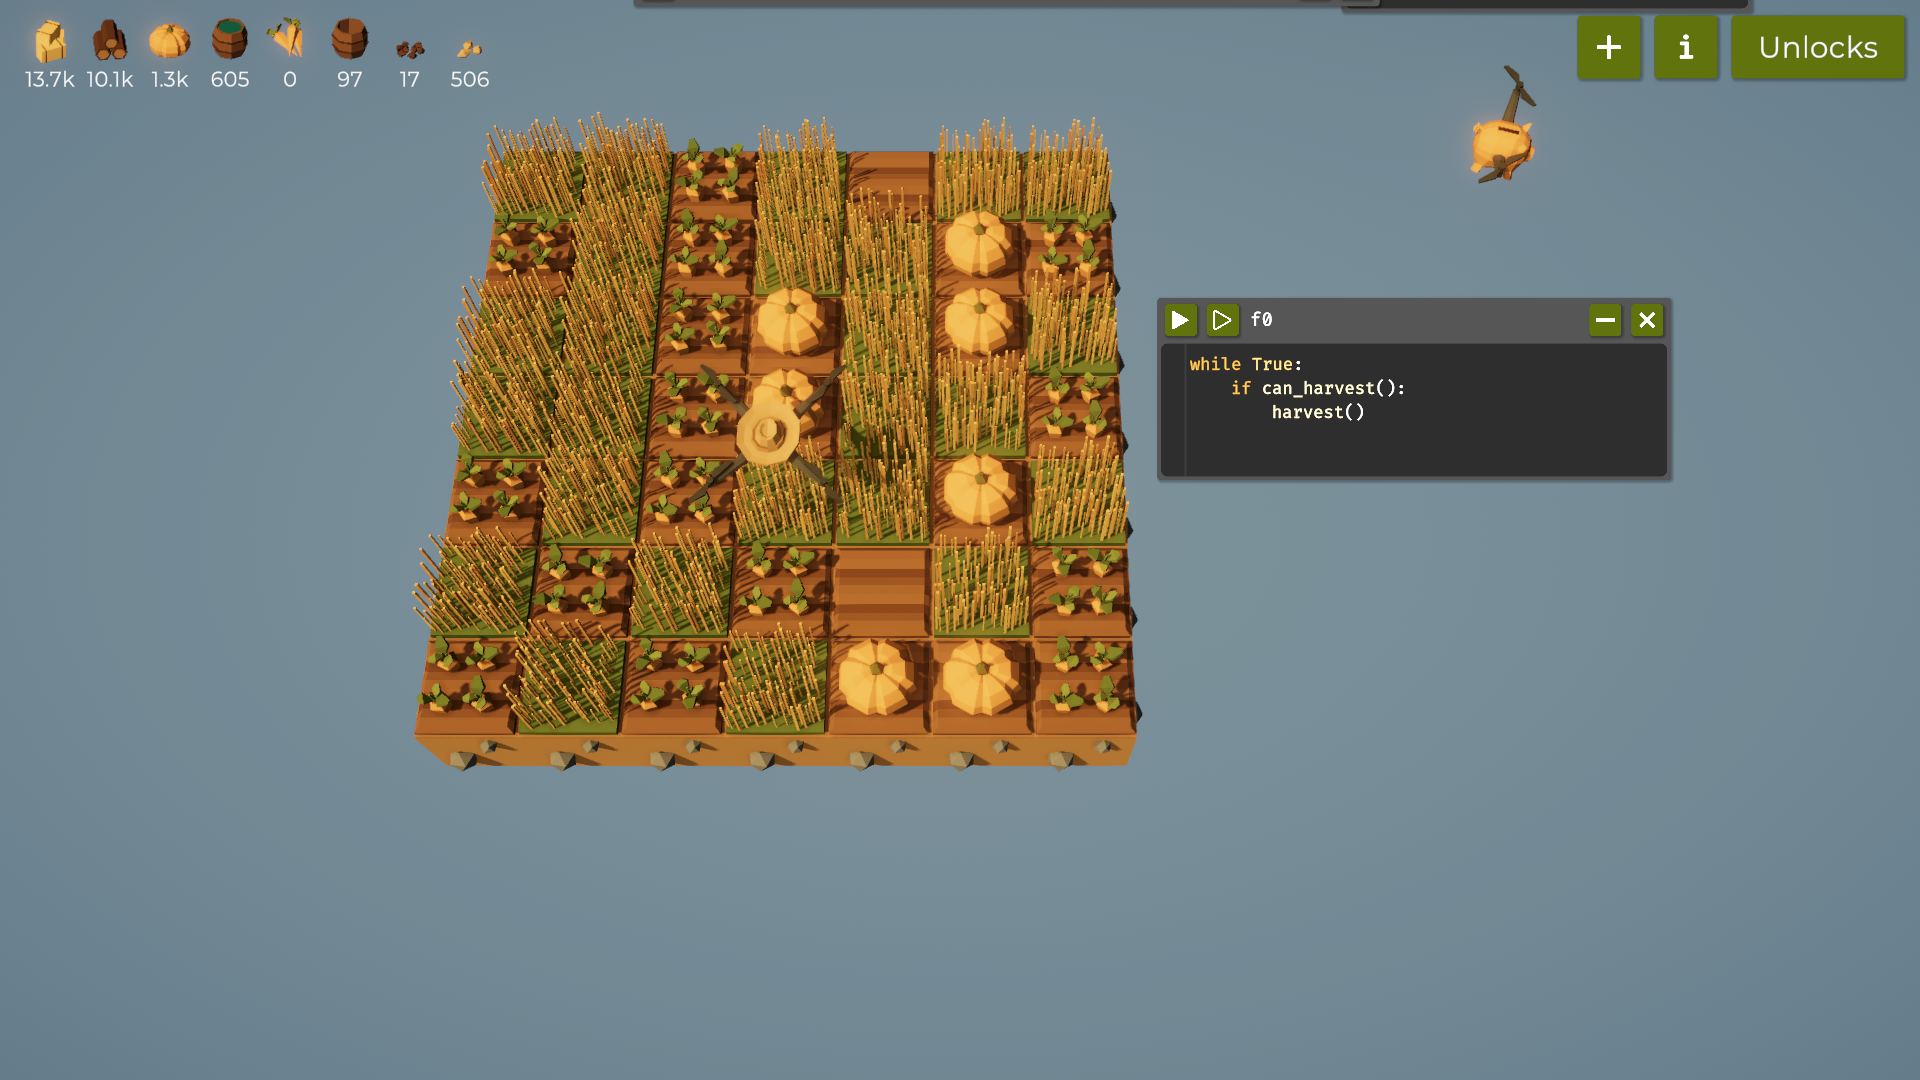 13.7k 10.1k 1.3k 605 0 97 17 506
+ i Unlocks
f0
while True:
    if can_harvest():
        harvest()